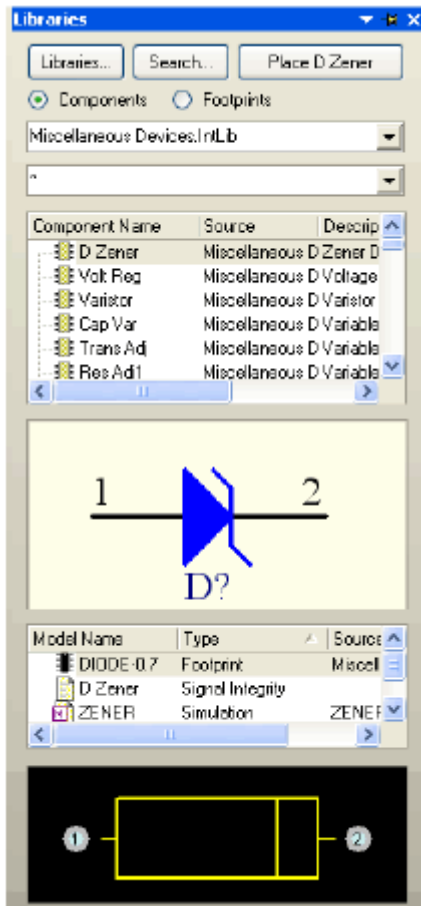 Libraries
Libraries... Search... Place D Zener
Components Footprints
Miscellaneous Devices.IntLib
*
Component Name Source Descrip
D Zener Miscellaneous D Zener D
Volt Reg Miscellaneous D Voltage
Varistor Miscellaneous D Varistor
Cap Var Miscellaneous D Variable
Trans Adj Miscellaneous D Variable
Res Adj1 Miscellaneous D Variable
1 2
D?
Model Name Type Source
DIODE-0.7 Footprint Miscell
D Zener Signal Integrity
ZENER Simulation ZENER
1 2